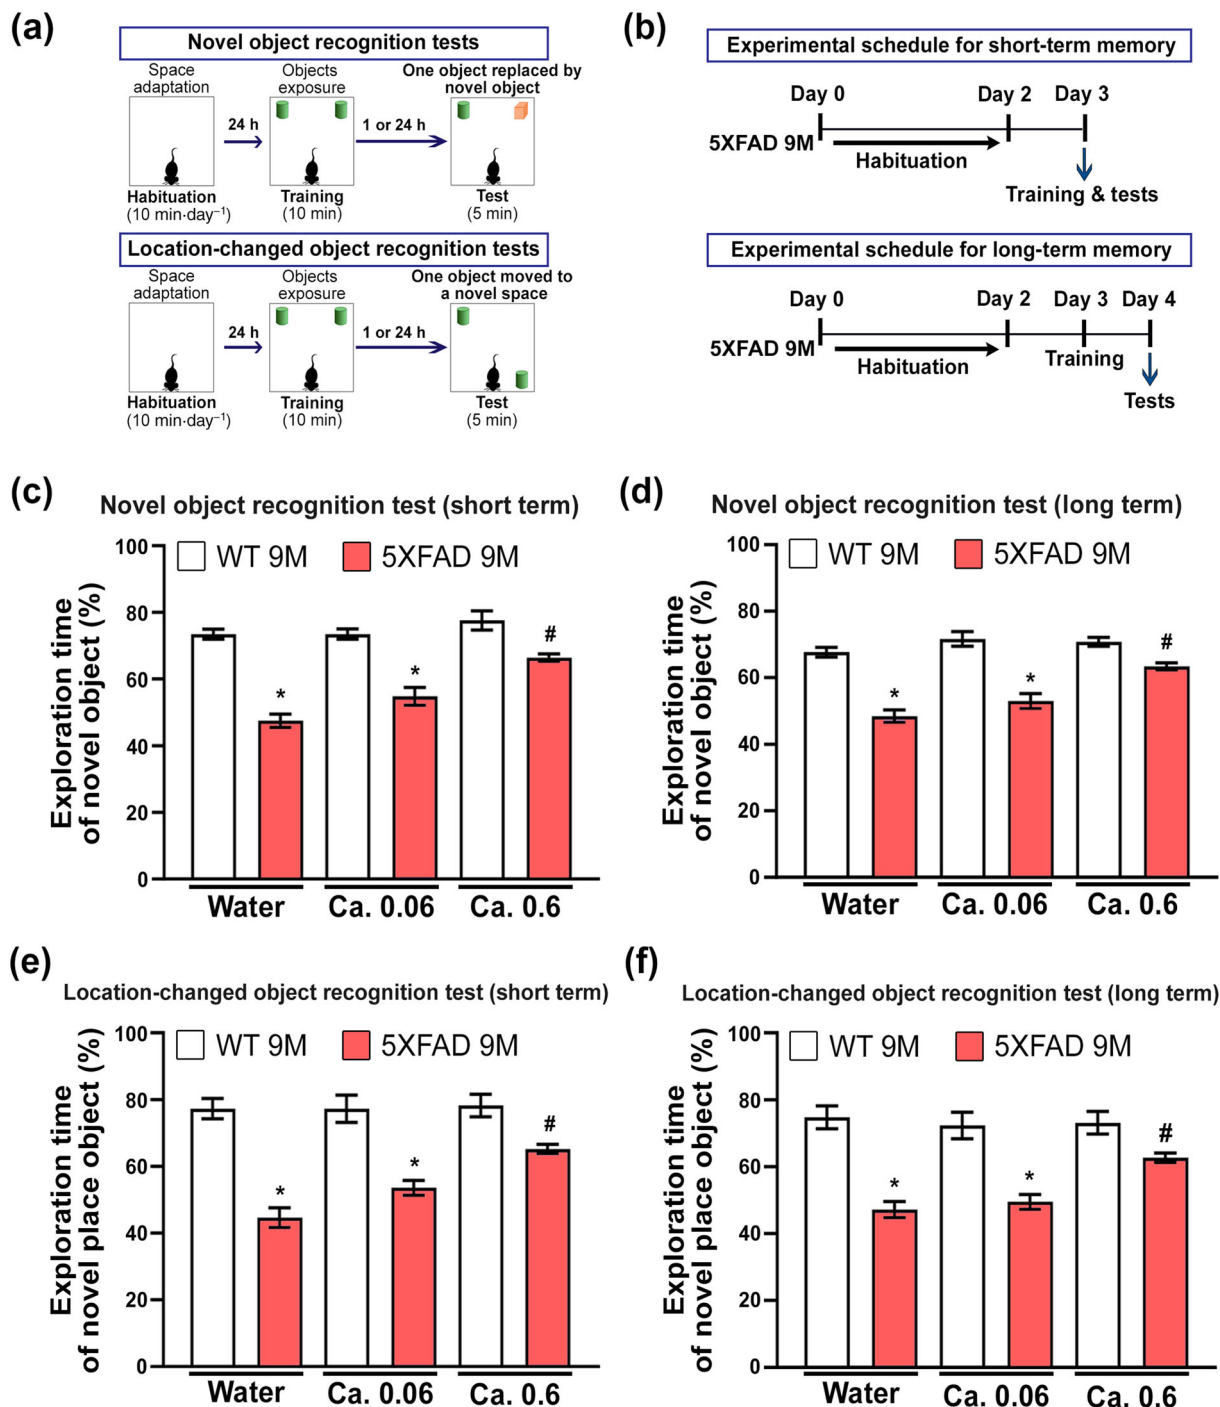 (a)
Novel object recognition tests
Space
adaptation
Objects
exposure
One object replaced by
novel object
24 h
1 or 24 h
Habituation
(10 min·day⁻¹)
Training
(10 min)
Test
(5 min)
Location-changed object recognition tests
Space
adaptation
Objects
exposure
One object moved to
a novel space
24 h
1 or 24 h
Habituation
(10 min·day⁻¹)
Training
(10 min)
Test
(5 min)
(b)
Experimental schedule for short-term memory
Day 0
Day 2
Day 3
5XFAD 9M
Habituation
Training & tests
Experimental schedule for long-term memory
Day 0
Day 2
Day 3
Day 4
5XFAD 9M
Habituation
Training
Tests
(c)
Novel object recognition test (short term)
WT 9M
5XFAD 9M
Exploration time
of novel object (%)
100
80
60
40
20
0
*
*
#
Water
Ca. 0.06
Ca. 0.6
(d)
Novel object recognition test (long term)
WT 9M
5XFAD 9M
Exploration time
of novel object (%)
100
80
60
40
20
0
*
*
#
Water
Ca. 0.06
Ca. 0.6
(e)
Location-changed object recognition test (short term)
WT 9M
5XFAD 9M
Exploration time
of novel place object (%)
100
80
60
40
20
0
*
*
#
Water
Ca. 0.06
Ca. 0.6
(f)
Location-changed object recognition test (long term)
WT 9M
5XFAD 9M
Exploration time
of novel place object (%)
100
80
60
40
20
0
*
*
#
Water
Ca. 0.06
Ca. 0.6